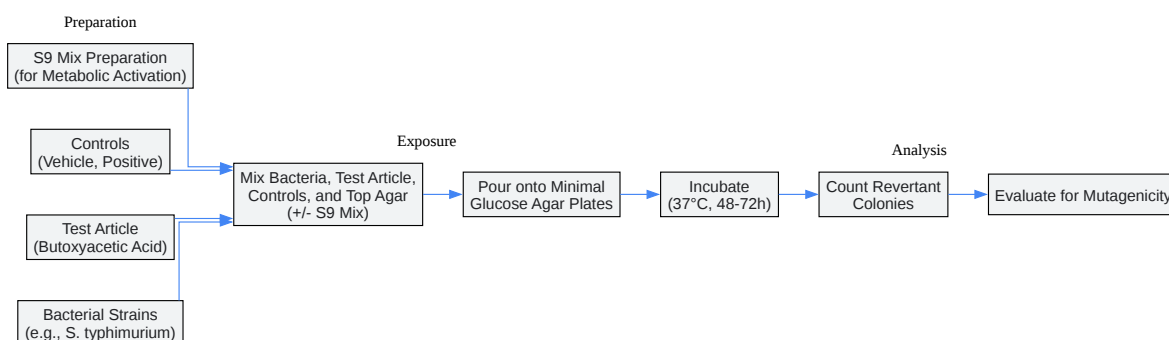 Preparation
S9 Mix Preparation
(for Metabolic Activation)
Controls
(Vehicle, Positive)
Test Article
(Butoxyacetic Acid)
Bacterial Strains
(e.g., S. typhimurium)
Exposure
Mix Bacteria, Test Article,
Controls, and Top Agar
(+/- S9 Mix)
Pour onto Minimal
Glucose Agar Plates
Incubate
(37°C, 48-72h)
Analysis
Count Revertant
Colonies
Evaluate for Mutagenicity